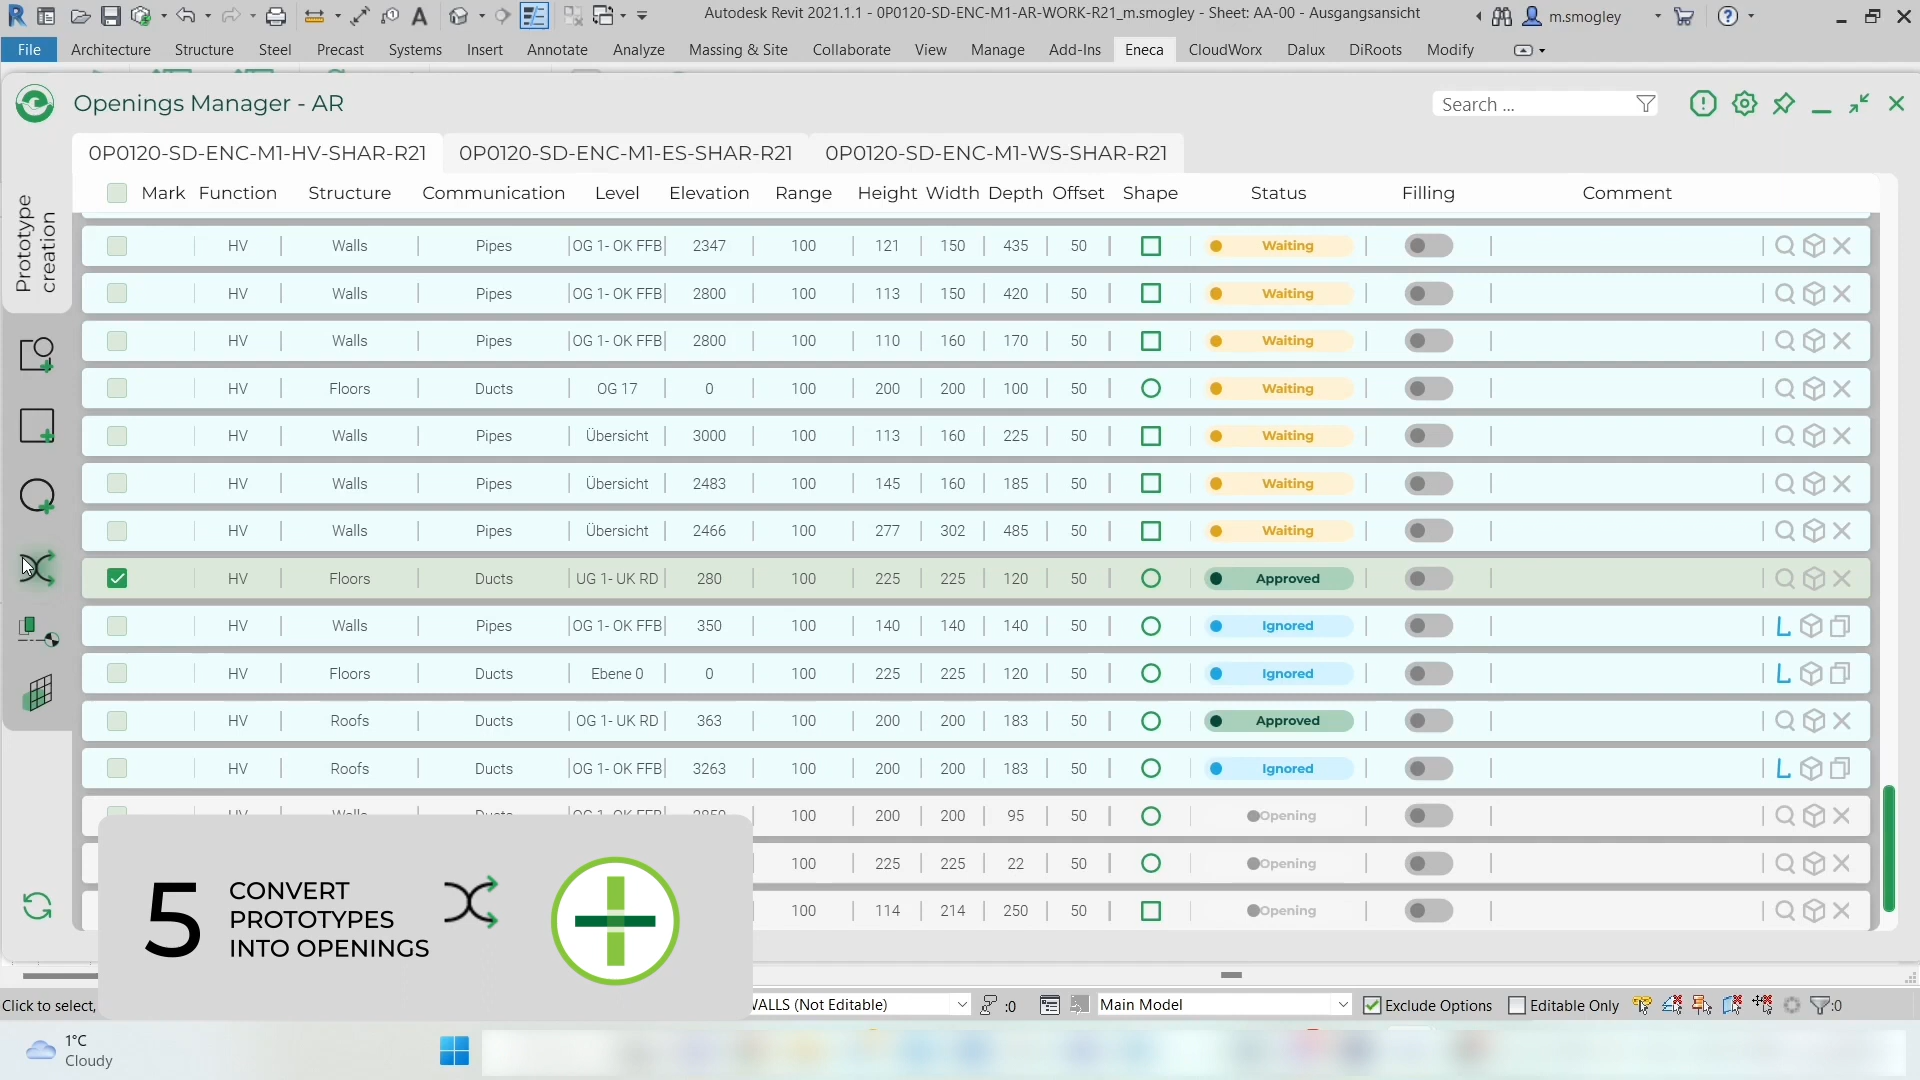 Autodesk Revit 2021.1.1 - 0P0120-SD-ENC-M1-AR-WORK-R21_m.smogley - Sheet: AA-00 - Ausgangsansicht
m.smogley
File Architecture Structure Steel Precast Systems Insert Annotate Analyze Massing & Site Collaborate View Manage Add-Ins Eneca CloudWorx Dalux DiRoots Modify
Openings Manager - AR
Search ...
0P0120-SD-ENC-M1-HV-SHAR-R21 0P0120-SD-ENC-M1-ES-SHAR-R21 0P0120-SD-ENC-M1-WS-SHAR-R21
Prototype
creation
Mark Function Structure Communication Level Elevation Range Height Width Depth Offset Shape Status Filling Comment
HV Walls Pipes OG 1- OK FFB 2347 100 121 150 435 50 Waiting
HV Walls Pipes OG 1- OK FFB 2800 100 113 150 420 50 Waiting
HV Walls Pipes OG 1- OK FFB 2800 100 110 160 170 50 Waiting
HV Floors Ducts OG 17 0 100 200 200 100 50 Waiting
HV Walls Pipes Übersicht 3000 100 113 160 225 50 Waiting
HV Walls Pipes Übersicht 2483 100 145 160 185 50 Waiting
HV Walls Pipes Übersicht 2466 100 277 302 485 50 Waiting
HV Floors Ducts UG 1- UK RD 280 100 225 225 120 50 Approved
HV Walls Pipes OG 1- OK FFB 350 100 140 140 140 50 Ignored
HV Floors Ducts Ebene 0 0 100 225 225 120 50 Ignored
HV Roofs Ducts OG 1- UK RD 363 100 200 200 183 50 Approved
HV Roofs Ducts OG 1- OK FFB 3263 100 200 200 183 50 Ignored
100 200 200 95 50 Opening
100 225 225 22 50 Opening
100 114 214 250 50 Opening
5 CONVERT
PROTOTYPES
INTO OPENINGS
Click to select, WALLS (Not Editable) :0 Main Model Exclude Options Editable Only :0
1°C
Cloudy